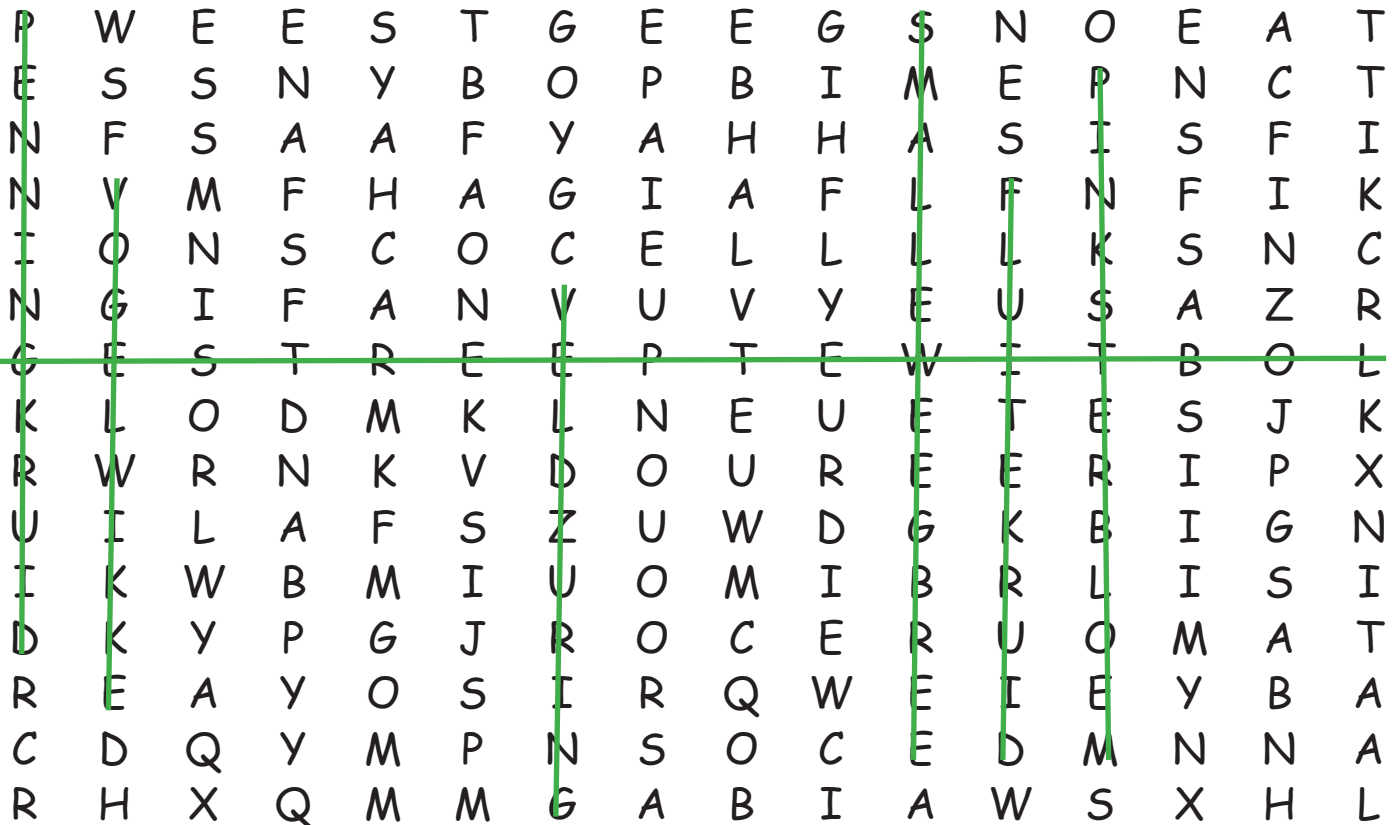 P W E E S T G E E G S N O E A T
E S S N Y B O P B I M E P N C T
N F S A A F Y A H H A S I S F I
N V M F H A G I A F L F N F I K
I O N S C O C E L L L L K S N C
N G I F A N V U V Y E U S A Z R
G E S T R E E P T E W I T B O L
K L O D M K L N E U E T E S J K
R W R N K V D O U R E E R I P X
U I L A F S Z U W D G K B I G N
I K W B M I U O M I B R L I S I
D K Y P G J R O C E R U O M A T
R E A Y O S I R Q W E I E Y B A
C D Q Y M P N S O C E D M N N A
R H X Q M M G A B I A W S X H L